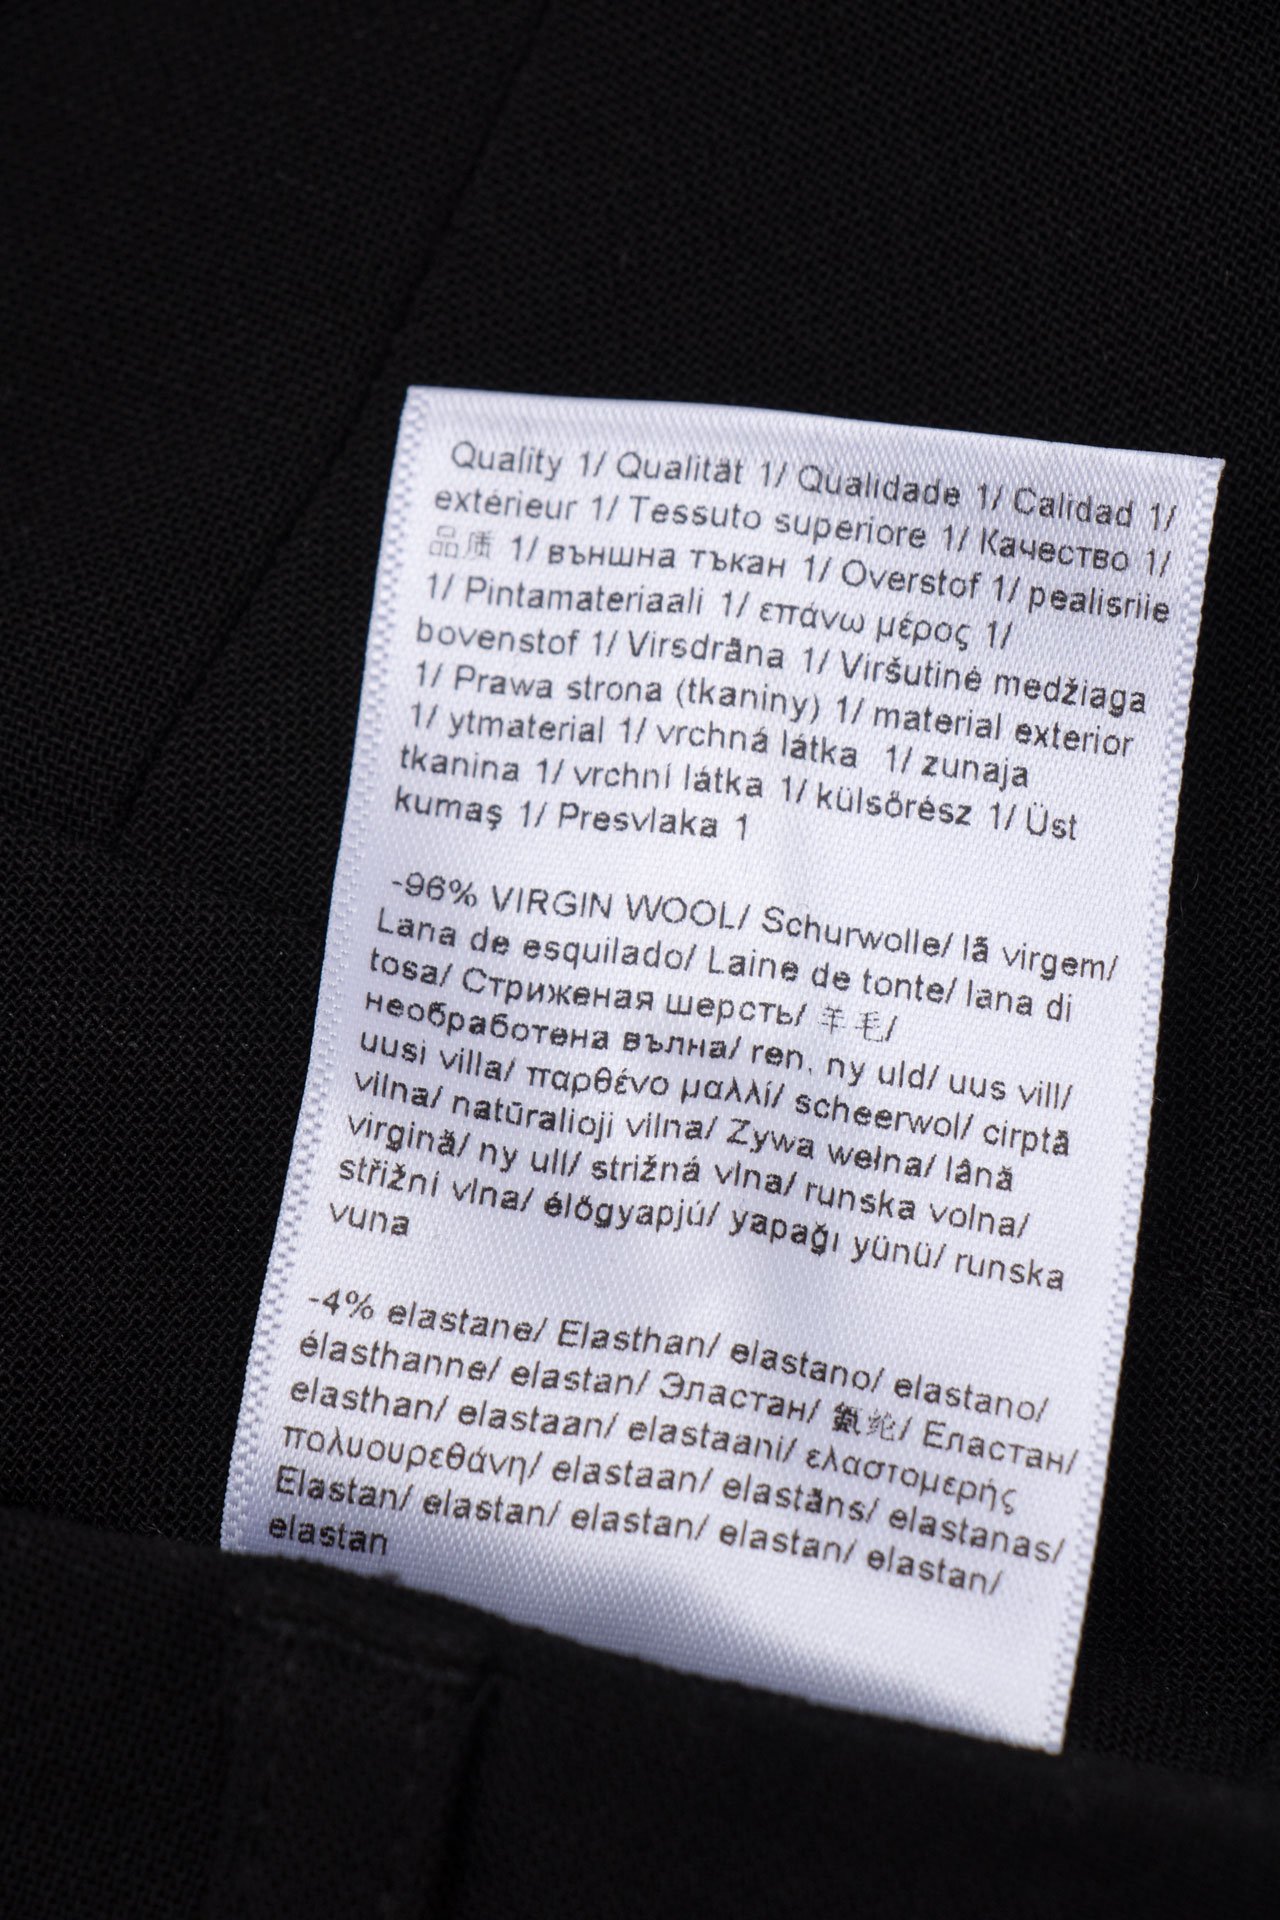 Quality 1/ Qualität 1/ Qualidade 1/ Calidad 1/
extérieur 1/ Tessuto superiore 1/ Качество 1/
品质 1/ външна тъкан 1/ Overstof 1/ pealisriie
1/ Pintamateriaali 1/ επάνω μέρος 1/
bovenstof 1/ Virsdrāna 1/ Viršutinė medžiaga
1/ Prawa strona (tkaniny) 1/ material exterior
1/ ytmaterial 1/ vrchná látka 1/ zunaja
tkanina 1/ vrchní látka 1/ külsőrész 1/ Üst
kumaş 1/ Presvlaka 1
-96% VIRGIN WOOL/ Schurwolle/ lã virgem/
Lana de esquilado/ Laine de tonte/ lana di
tosa/ Стриженая шерсть/ 羊毛/
необработена вълна/ ren, ny uld/ uus vill/
uusi villa/ παρθένο μαλλί/ scheerwol/ cirptā
vilna/ natūralioji vilna/ Żywa wełna/ lână
virgină/ ny ull/ strižná vlna/ runska volna/
střižní vlna/ élőgyapjú/ yapağı yünü/ runska
vuna
-4% elastane/ Elasthan/ elastano/ elastano/
élasthanne/ elastan/ Эластан/ 氨纶/ Еластан/
elasthan/ elastaan/ elastaani/ ελαστομερής
πολυουρεθάνη/ elastaan/ elastāns/ elastanas/
Elastan/ elastan/ elastan/ elastan/ elastan/
elastan